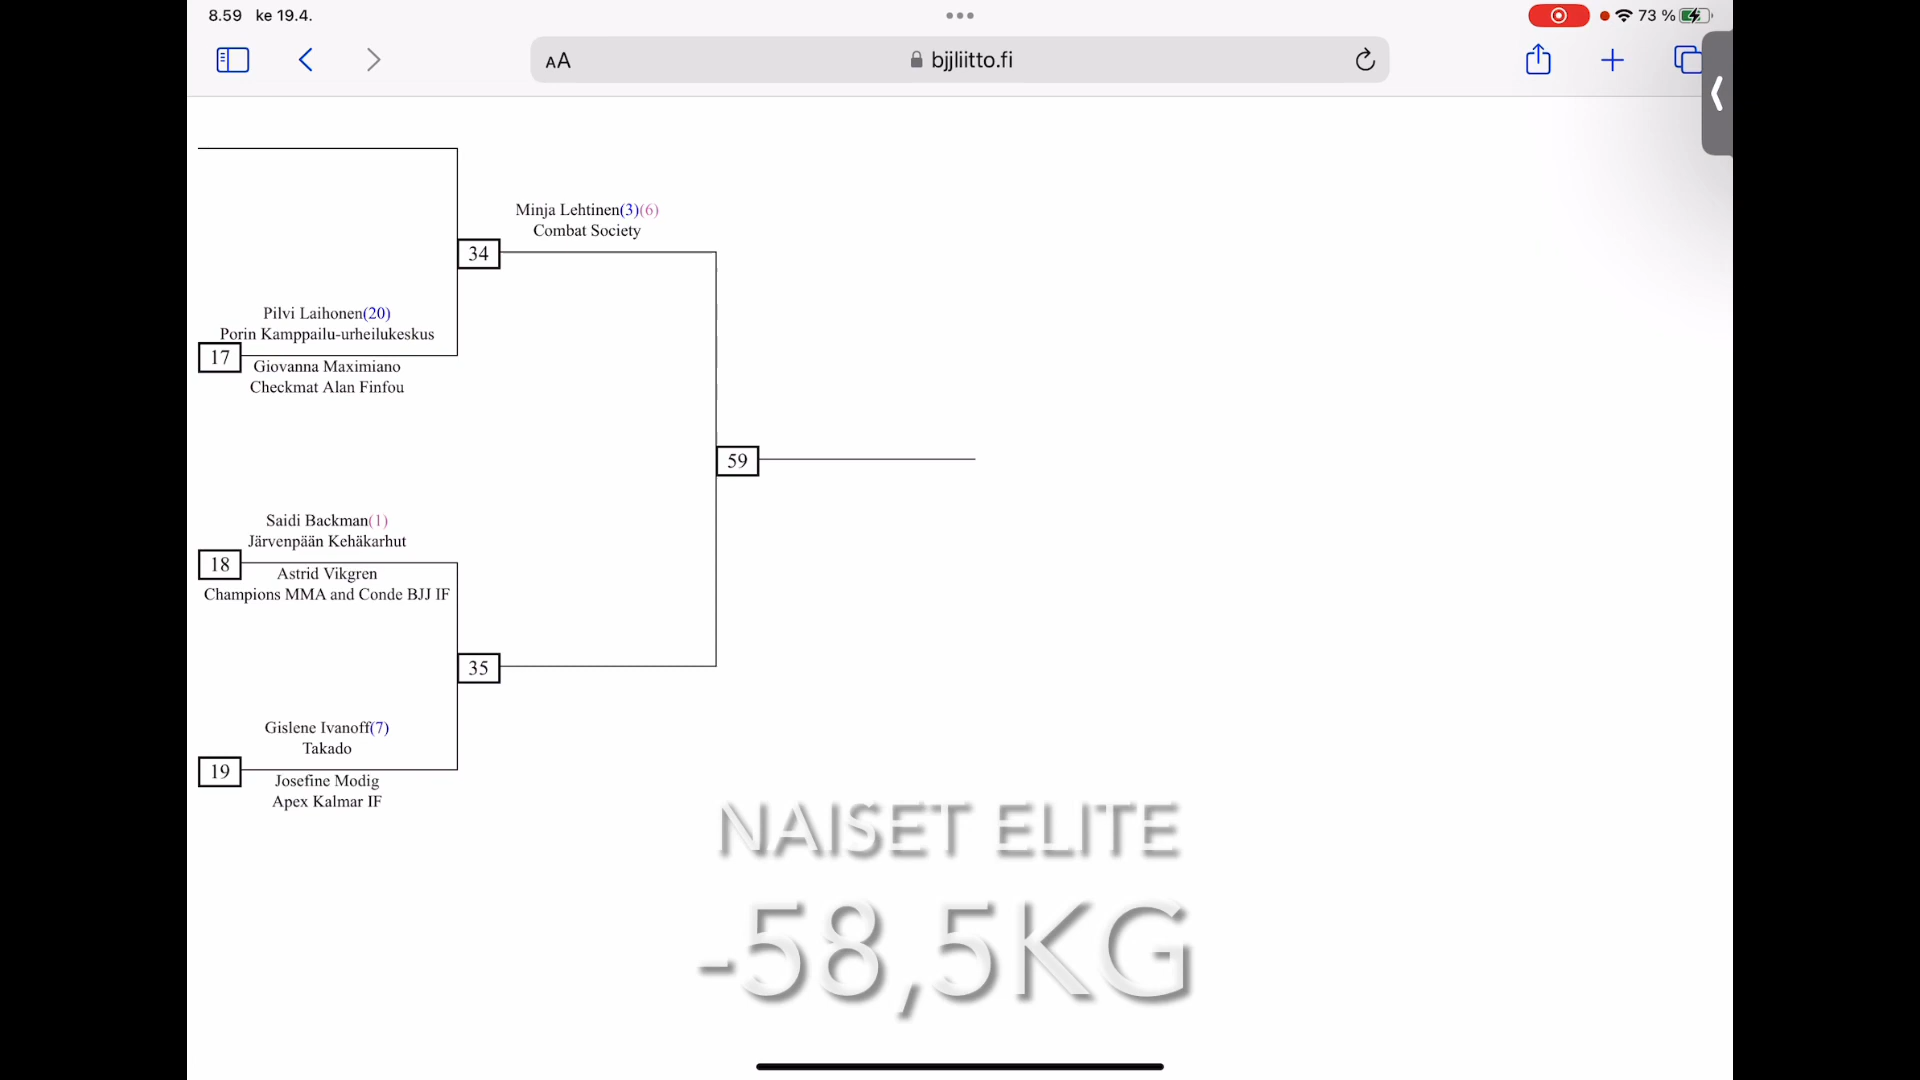 8.59 ke 19.4.
73 %
AA
bjjliitto.fi
Minja Lehtinen(3)(6)
Combat Society
34
Pilvi Laihonen(20)
Porin Kamppailu-urheilukeskus
17
Giovanna Maximiano
Checkmat Alan Finfou
59
Saidi Backman(1)
Järvenpään Kehäkarhut
18
Astrid Vikgren
Champions MMA and Conde BJJ IF
35
Gislene Ivanoff(7)
Takado
19
Josefine Modig
Apex Kalmar IF
NAISET ELITE
-58,5KG